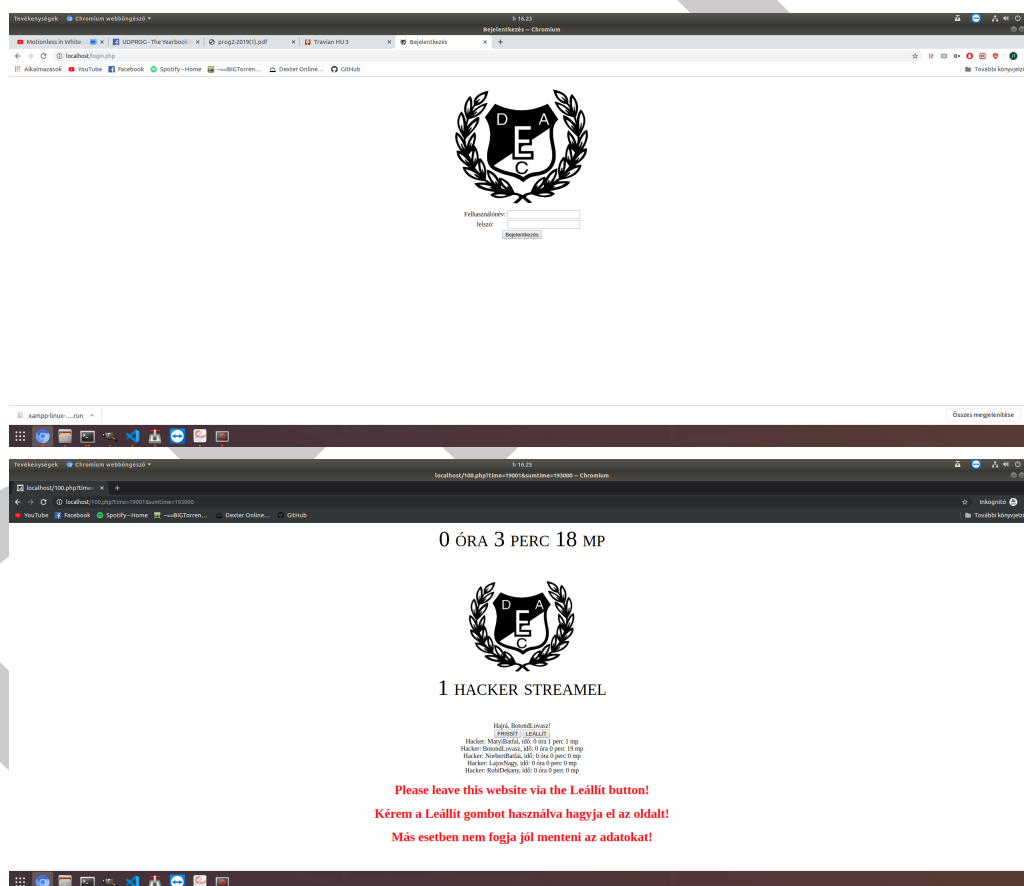 Tevékenységek Chromium webböngésző h 16.23
Bejelentkezés – Chromium
Motionless in White UDPROG - The Yearbook prog2-2019(1).pdf Travian HU 3 Bejelentkezés
localhost/login.php
Alkalmazások YouTube Facebook Spotify – Home ~==BIGTorren... Dexter Online... GitHub További könyvjelzi
D A
E
C
Felhasználónév:
Jelszó:
Bejelentkezés
xampp-linux-....run Összes megjelenítése
Tevékenységek Chromium webböngésző h 16.25
localhost/100.php?time=19001&sumtime=193000 – Chromium
localhost/100.php?time=
localhost/100.php?time=19001&sumtime=193000 Inkognitó
YouTube Facebook Spotify – Home ~==BIGTorren... Dexter Online... GitHub További könyvjelzi
0 ÓRA 3 PERC 18 MP
D A
E
C
1 HACKER STREAMEL
Hajrá, BotondLovasz!
FRISSÍT LEÁLLÍT
Hacker: MatyiBatfai, idő: 0 óra 1 perc 1 mp
Hacker: BotondLovasz, idő: 0 óra 0 perc 19 mp
Hacker: NorbertBatfai, idő: 0 óra 0 perc 0 mp
Hacker: LajosNagy, idő: 0 óra 0 perc 0 mp
Hacker: RobiDekany, idő: 0 óra 0 perc 0 mp
Please leave this website via the Leállít button!
Kérem a Leállít gombot használva hagyja el az oldalt!
Más esetben nem fogja jól menteni az adatokat!